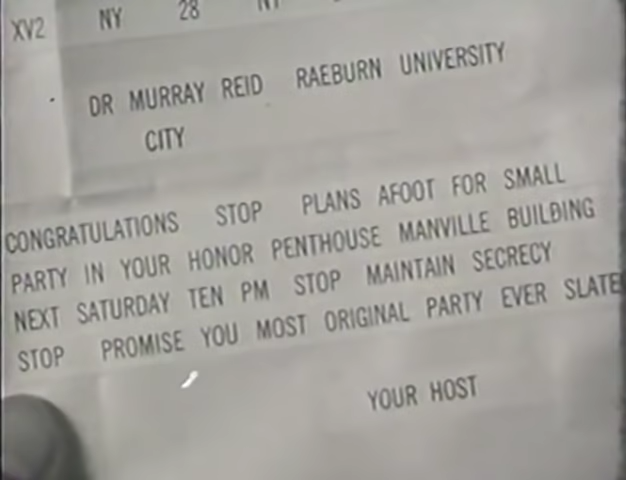 XV2 NY 28 NY
DR MURRAY REID RAEBURN UNIVERSITY
CITY
CONGRATULATIONS STOP PLANS AFOOT FOR SMALL
PARTY IN YOUR HONOR PENTHOUSE MANVILLE BUILDING
NEXT SATURDAY TEN PM STOP MAINTAIN SECRECY
STOP PROMISE YOU MOST ORIGINAL PARTY EVER SLATE
YOUR HOST